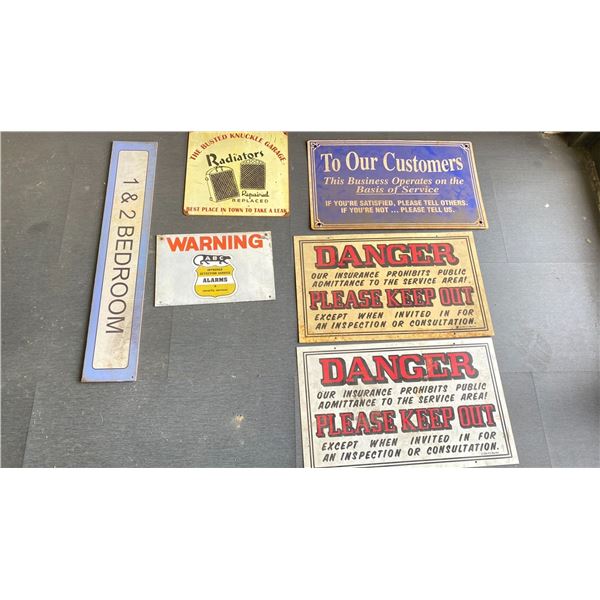 1 & 2 BEDROOM
THE BUSTED KNUCKLE GARAGE
Radiators
Repaired
REPLACED
BEST PLACE IN TOWN TO TAKE A LEAK
WARNING
ABC
APPROVED
DETECTION DEVICE
ALARMS
To Our Customers
This Business Operates on the
Basis of Service
IF YOU'RE SATISFIED, PLEASE TELL OTHERS.
IF YOU'RE NOT ... PLEASE TELL US.
DANGER
OUR INSURANCE PROHIBITS PUBLIC
ADMITTANCE TO THE SERVICE AREA!
PLEASE KEEP OUT
EXCEPT WHEN INVITED IN FOR
AN INSPECTION OR CONSULTATION.
DANGER
OUR INSURANCE PROHIBITS PUBLIC
ADMITTANCE TO THE SERVICE AREA!
PLEASE KEEP OUT
EXCEPT WHEN INVITED IN FOR
AN INSPECTION OR CONSULTATION.